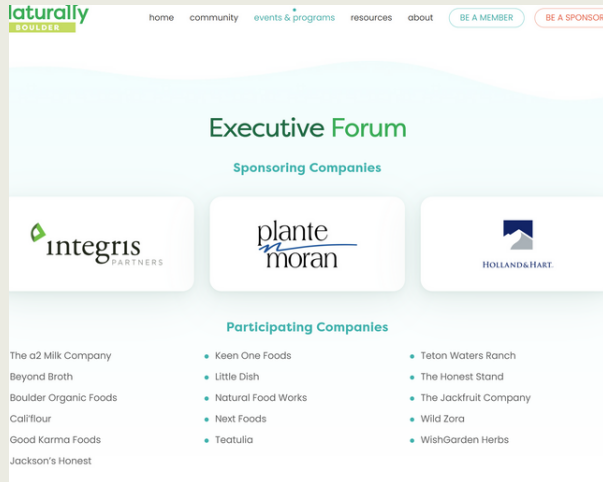 Naturally
BOULDER
home community events & programs resources about BE A MEMBER BE A SPONSOR
Executive Forum
Sponsoring Companies
integris
PARTNERS
plante
moran
HOLLAND&HART
Participating Companies
The a2 Milk Company
Beyond Broth
Boulder Organic Foods
Cali'flour
Good Karma Foods
Jackson's Honest
Keen One Foods
Little Dish
Natural Food Works
Next Foods
Teatulia
Teton Waters Ranch
The Honest Stand
The Jackfruit Company
Wild Zora
WishGarden Herbs